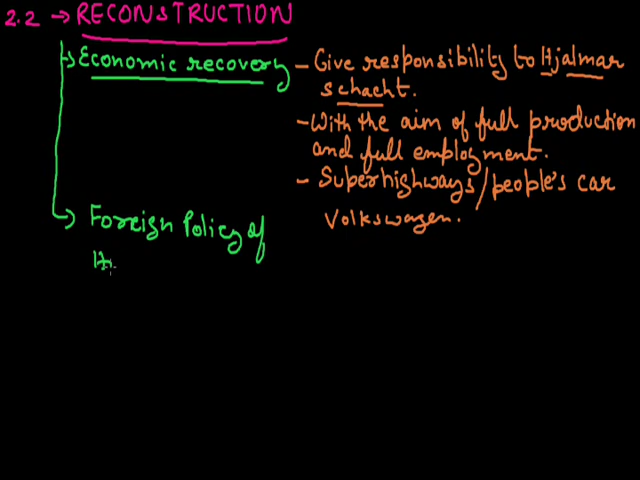 2.2 → RECONSTRUCTION
→ Economic recovery - Give responsibility to Hjalmar
schacht.
- With the aim of full production
and full employment.
- Superhighways/people's car
Volkswagen.
→ Foreign Policy of